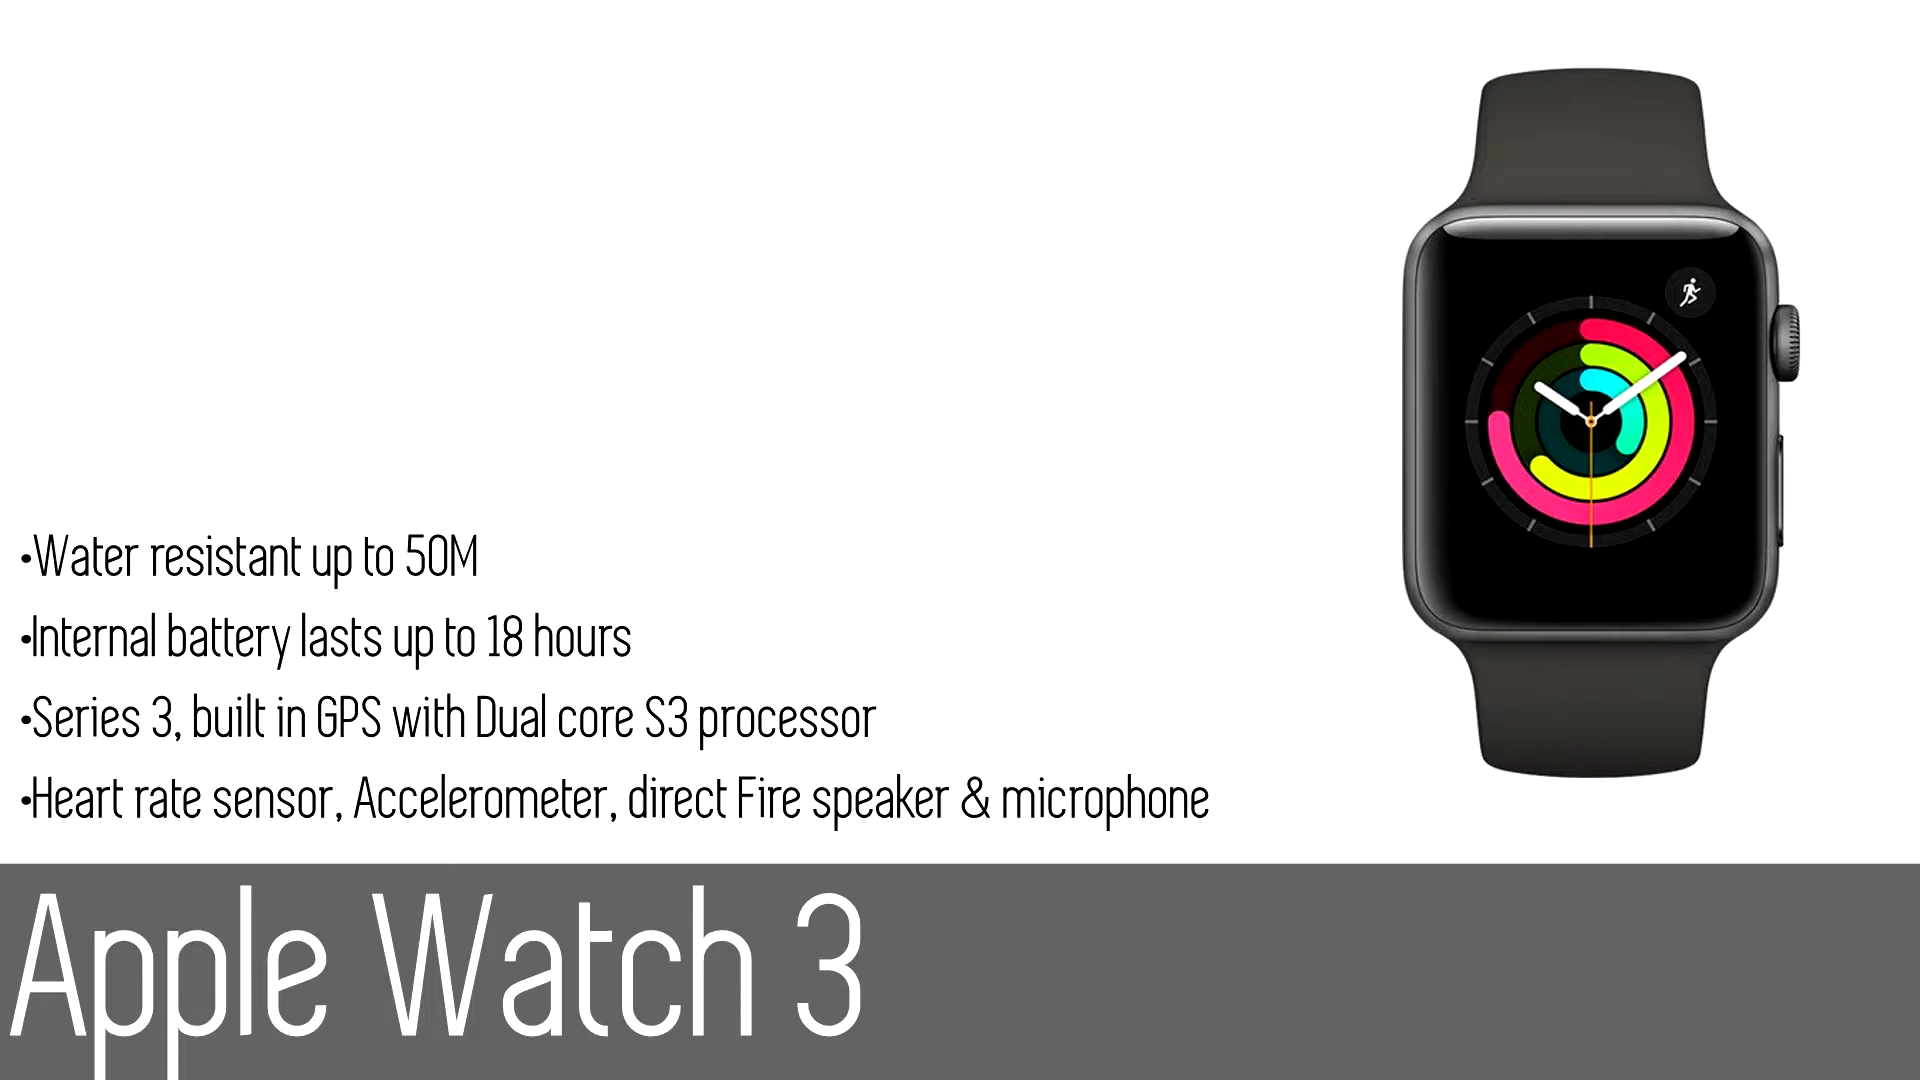 •Water resistant up to 50M
•Internal battery lasts up to 18 hours
•Series 3, built in GPS with Dual core S3 processor
•Heart rate sensor, Accelerometer, direct Fire speaker & microphone
Apple Watch 3